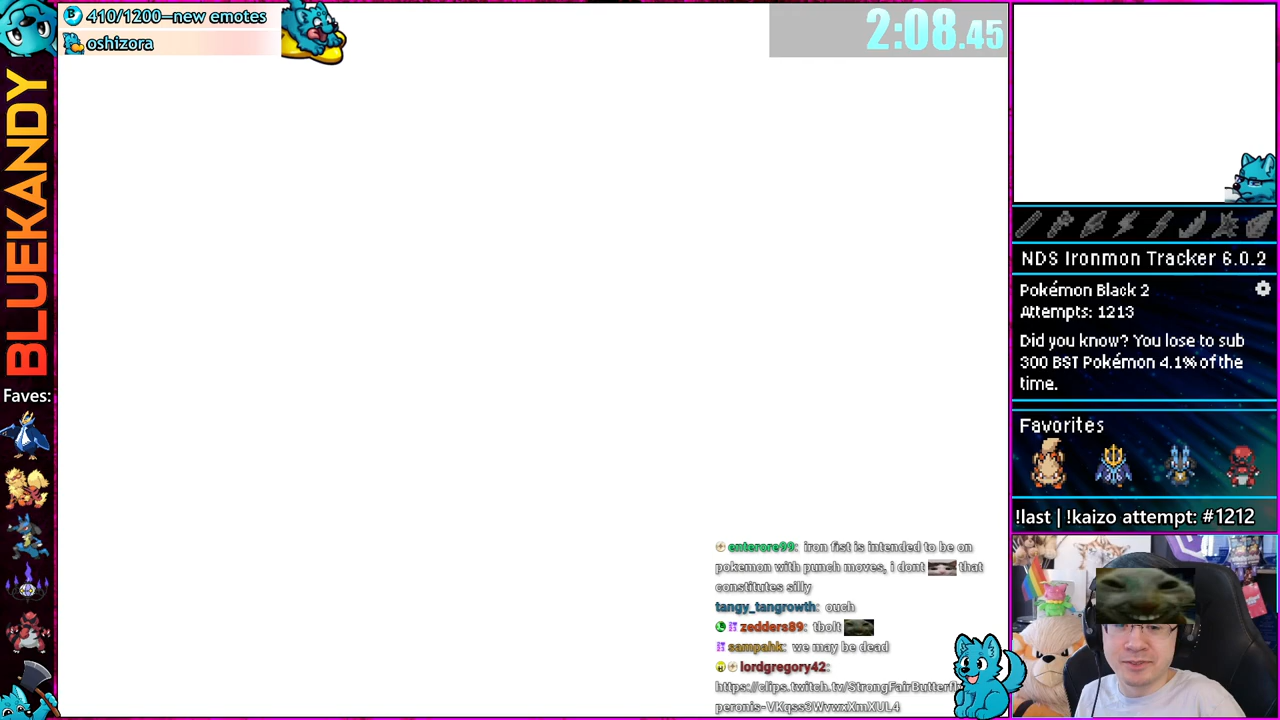 410/1200—new emotes
oshizora
BLUEKANDY
Faves:
2:08.45
NDS Ironmon Tracker 6.0.2
Pokémon Black 2
Attempts: 1213
Did you know? You lose to sub
300 BST Pokémon 4.1% of the
time.
Favorites
!last | !kaizo attempt: #1212
enterore99: iron fist is intended to be on
pokemon with punch moves, i dont that
constitutes silly
tangy_tangrowth: ouch
zedders89: tbolt
sampahk: we may be dead
lordgregory42:
https://clips.twitch.tv/StrongFairButterfl
peronis-VKqss3WvwxXmXUL4